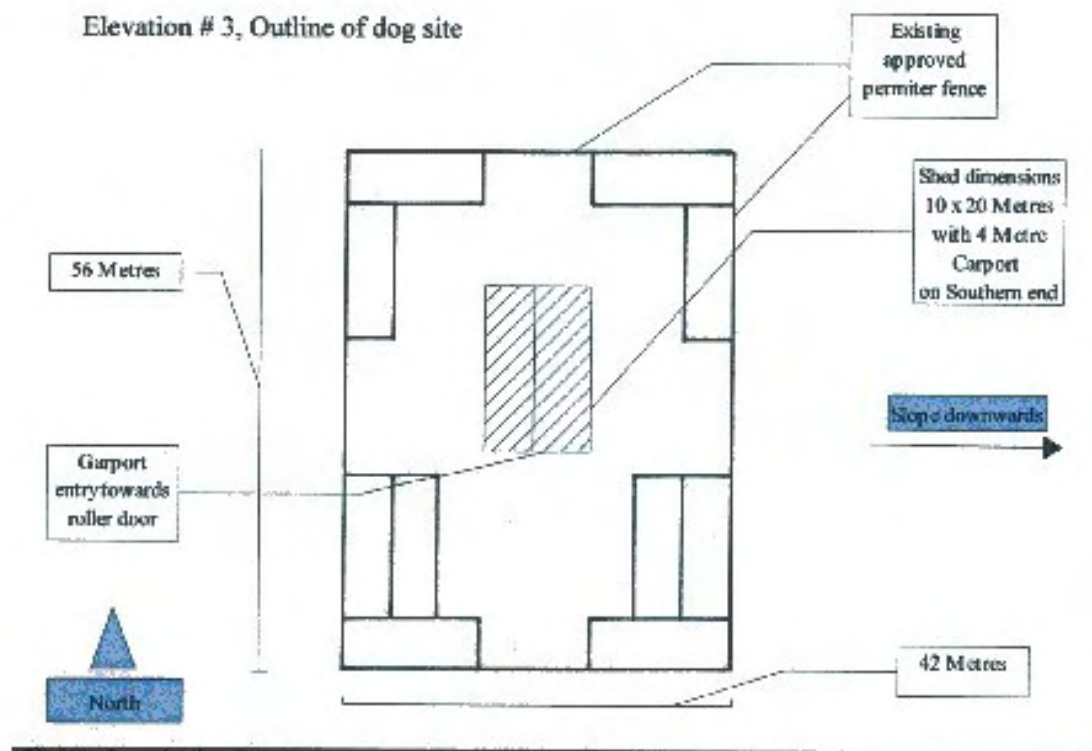 Elevation # 3, Outline of dog site
Existing
approved
permiter fence
Shed dimensions
10 x 20 Metres
with 4 Metre
Carport
on Southern end
56 Metres
Slope downwards
Garport
entrytowards
roller door
42 Metres
North